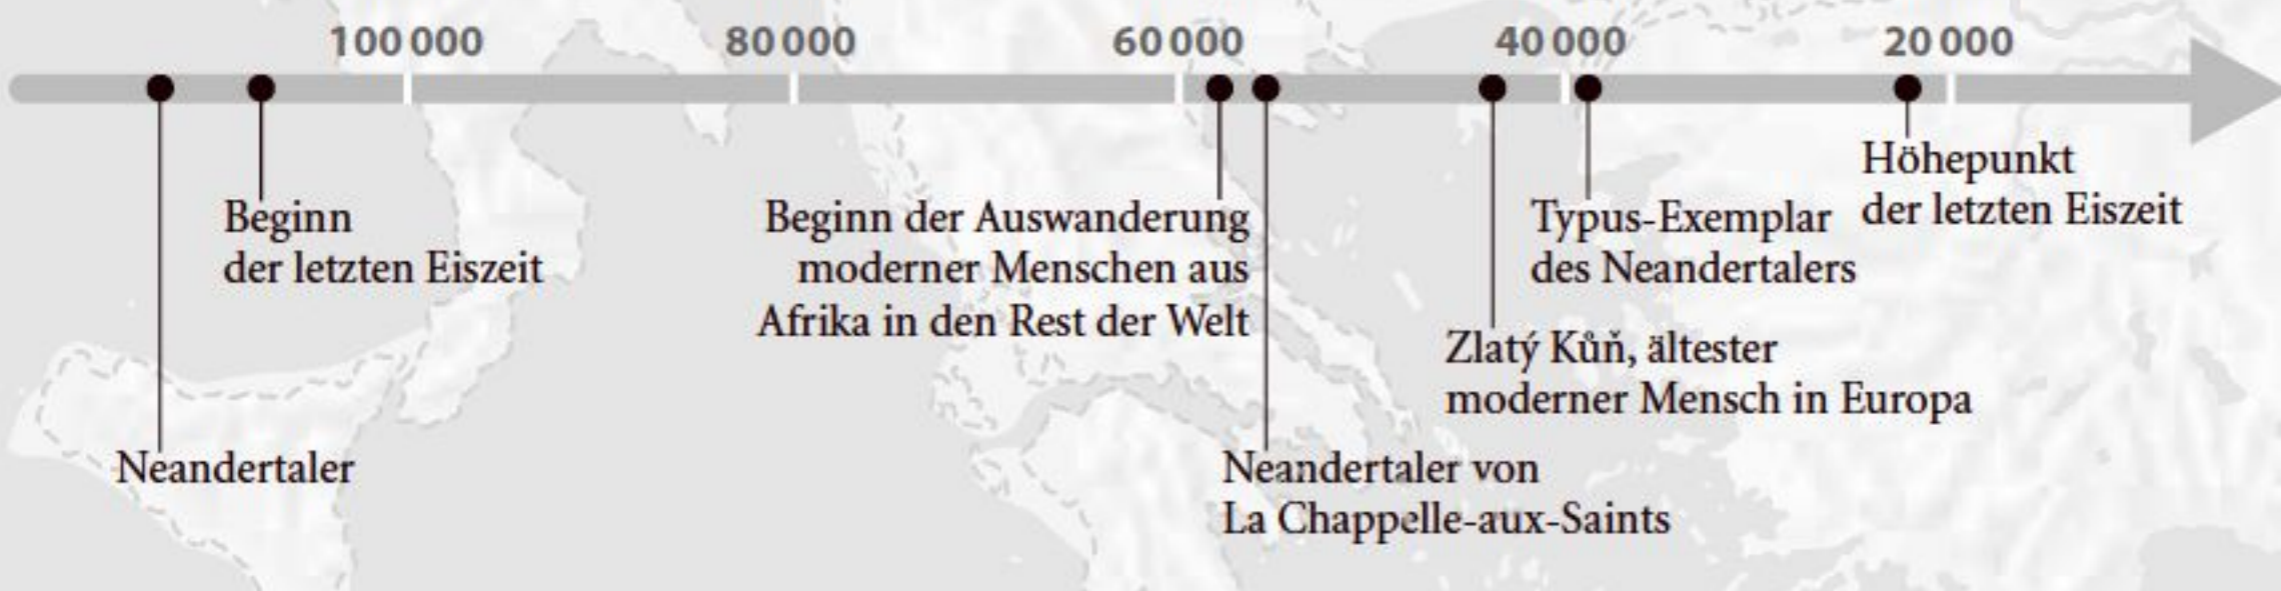 100 000 80 000 60 000 40 000 20 000
Beginn
der letzten Eiszeit
Neandertaler
Beginn der Auswanderung
moderner Menschen aus
Afrika in den Rest der Welt
Neandertaler von
La Chappelle-aux-Saints
Zlatý Kůň, ältester
moderner Mensch in Europa
Typus-Exemplar
des Neandertalers
Höhepunkt
der letzten Eiszeit